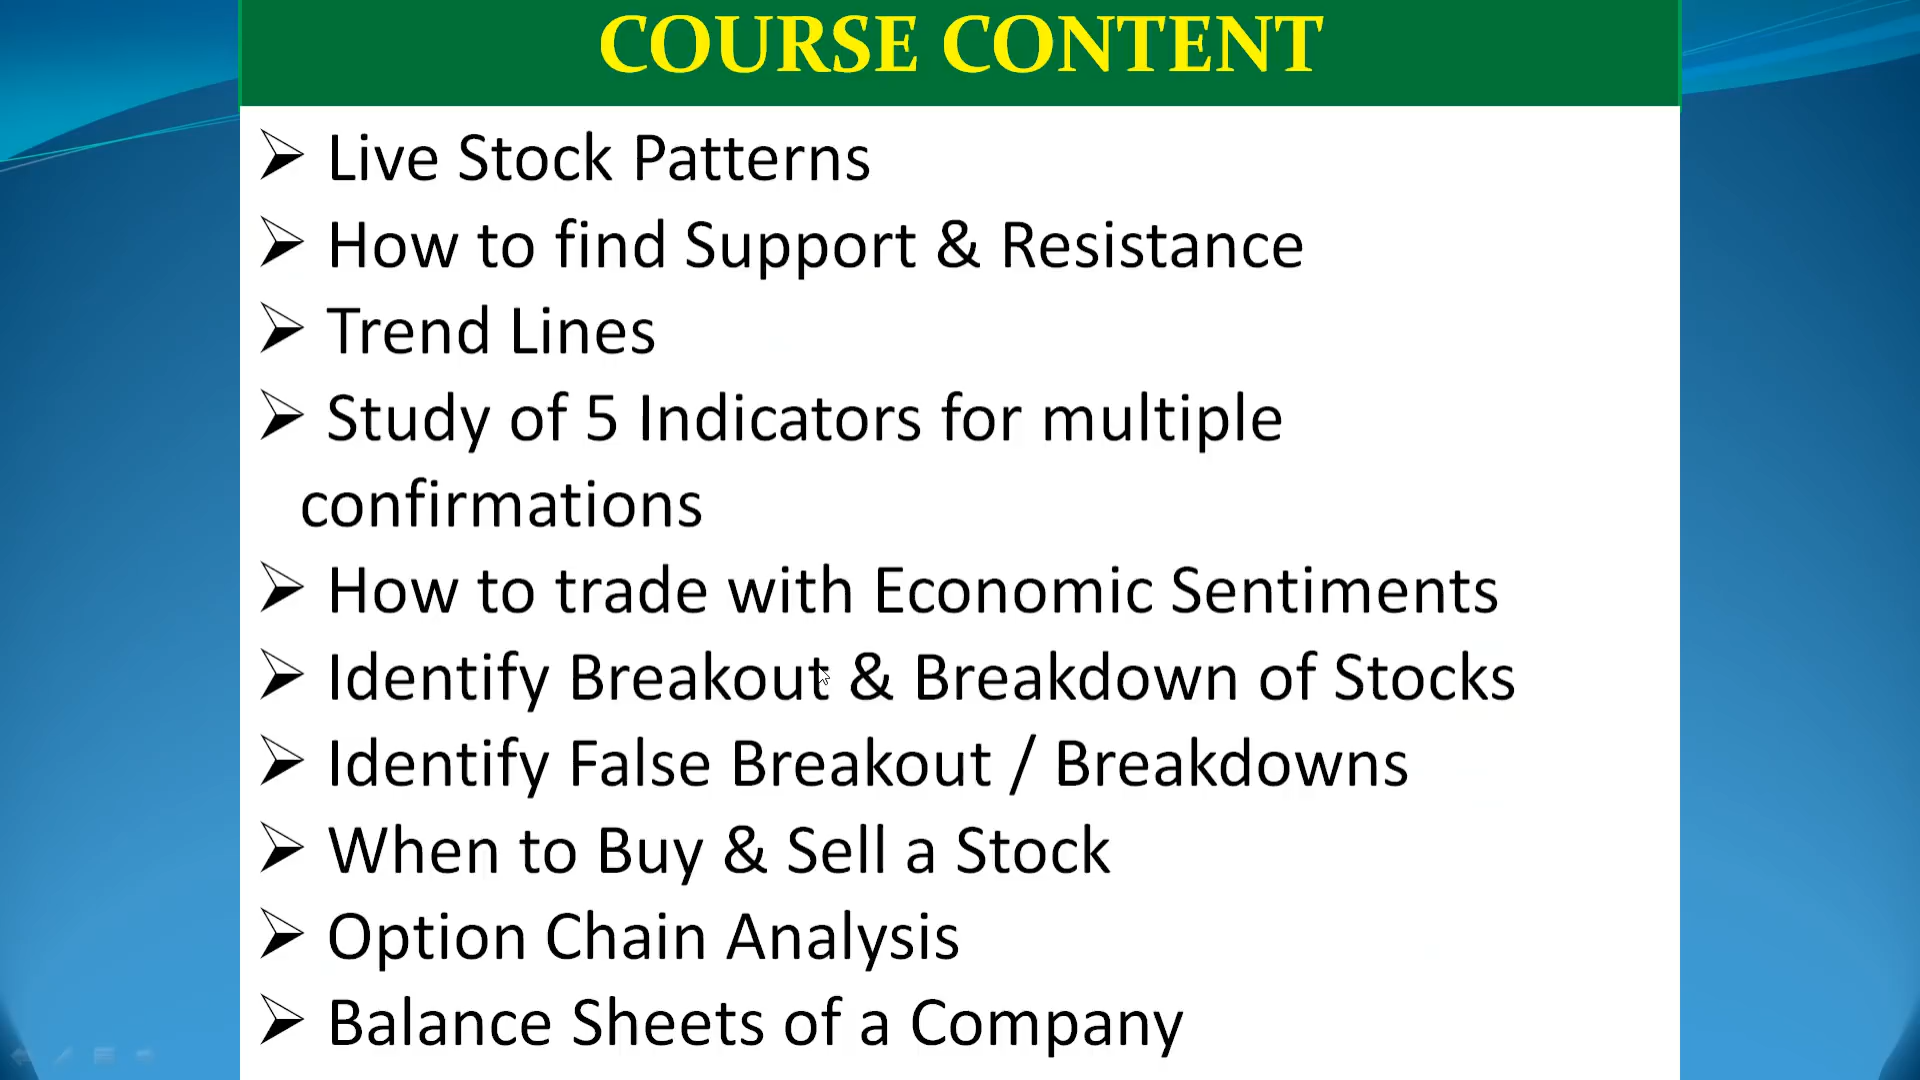 COURSE CONTENT
➢ Live Stock Patterns
➢ How to find Support & Resistance
➢ Trend Lines
➢ Study of 5 Indicators for multiple
confirmations
➢ How to trade with Economic Sentiments
➢ Identify Breakout & Breakdown of Stocks
➢ Identify False Breakout / Breakdowns
➢ When to Buy & Sell a Stock
➢ Option Chain Analysis
➢ Balance Sheets of a Company